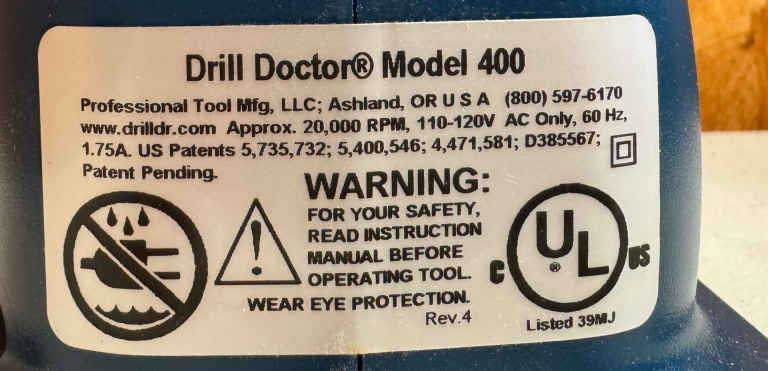 Drill Doctor® Model 400
Professional Tool Mfg, LLC; Ashland, OR U S A (800) 597-6170
www.drilldr.com Approx. 20,000 RPM, 110-120V AC Only, 60 Hz,
1.75A. US Patents 5,735,732; 5,400,546; 4,471,581; D385567;
Patent Pending.
WARNING:
FOR YOUR SAFETY,
READ INSTRUCTION
MANUAL BEFORE
OPERATING TOOL.
WEAR EYE PROTECTION.
Rev.4
C UL® US
Listed 39MJ